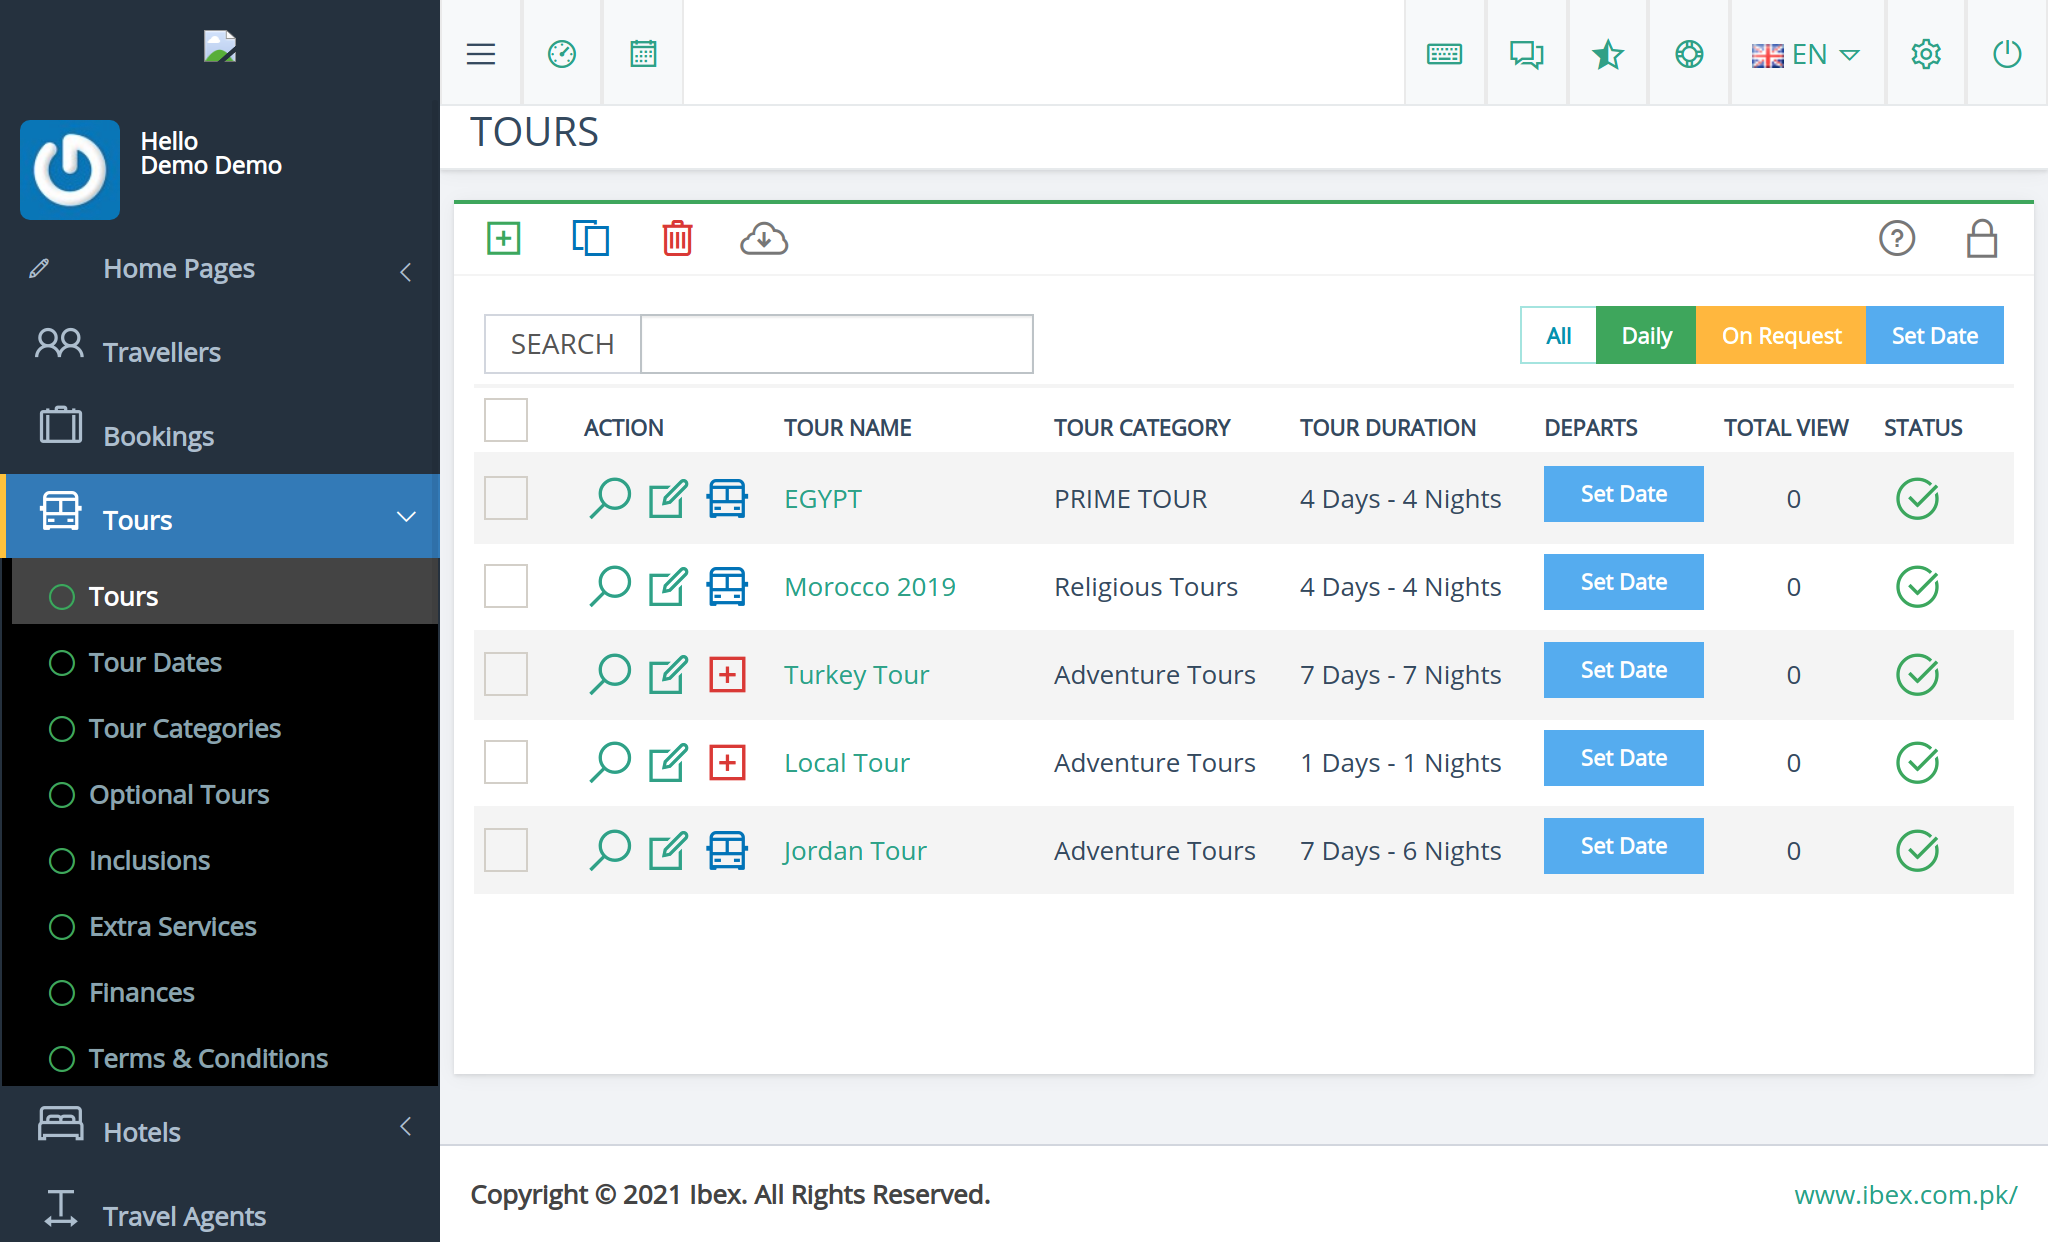 Hello
Demo Demo
Home Pages
Travellers
Bookings
Tours
Tours
Tour Dates
Tour Categories
Optional Tours
Inclusions
Extra Services
Finances
Terms & Conditions
Hotels
Travel Agents
EN
TOURS
SEARCH
All Daily On Request Set Date
ACTION TOUR NAME TOUR CATEGORY TOUR DURATION DEPARTS TOTAL VIEW STATUS
EGYPT PRIME TOUR 4 Days - 4 Nights Set Date 0
Morocco 2019 Religious Tours 4 Days - 4 Nights Set Date 0
Turkey Tour Adventure Tours 7 Days - 7 Nights Set Date 0
Local Tour Adventure Tours 1 Days - 1 Nights Set Date 0
Jordan Tour Adventure Tours 7 Days - 6 Nights Set Date 0
Copyright © 2021 Ibex. All Rights Reserved.
www.ibex.com.pk/